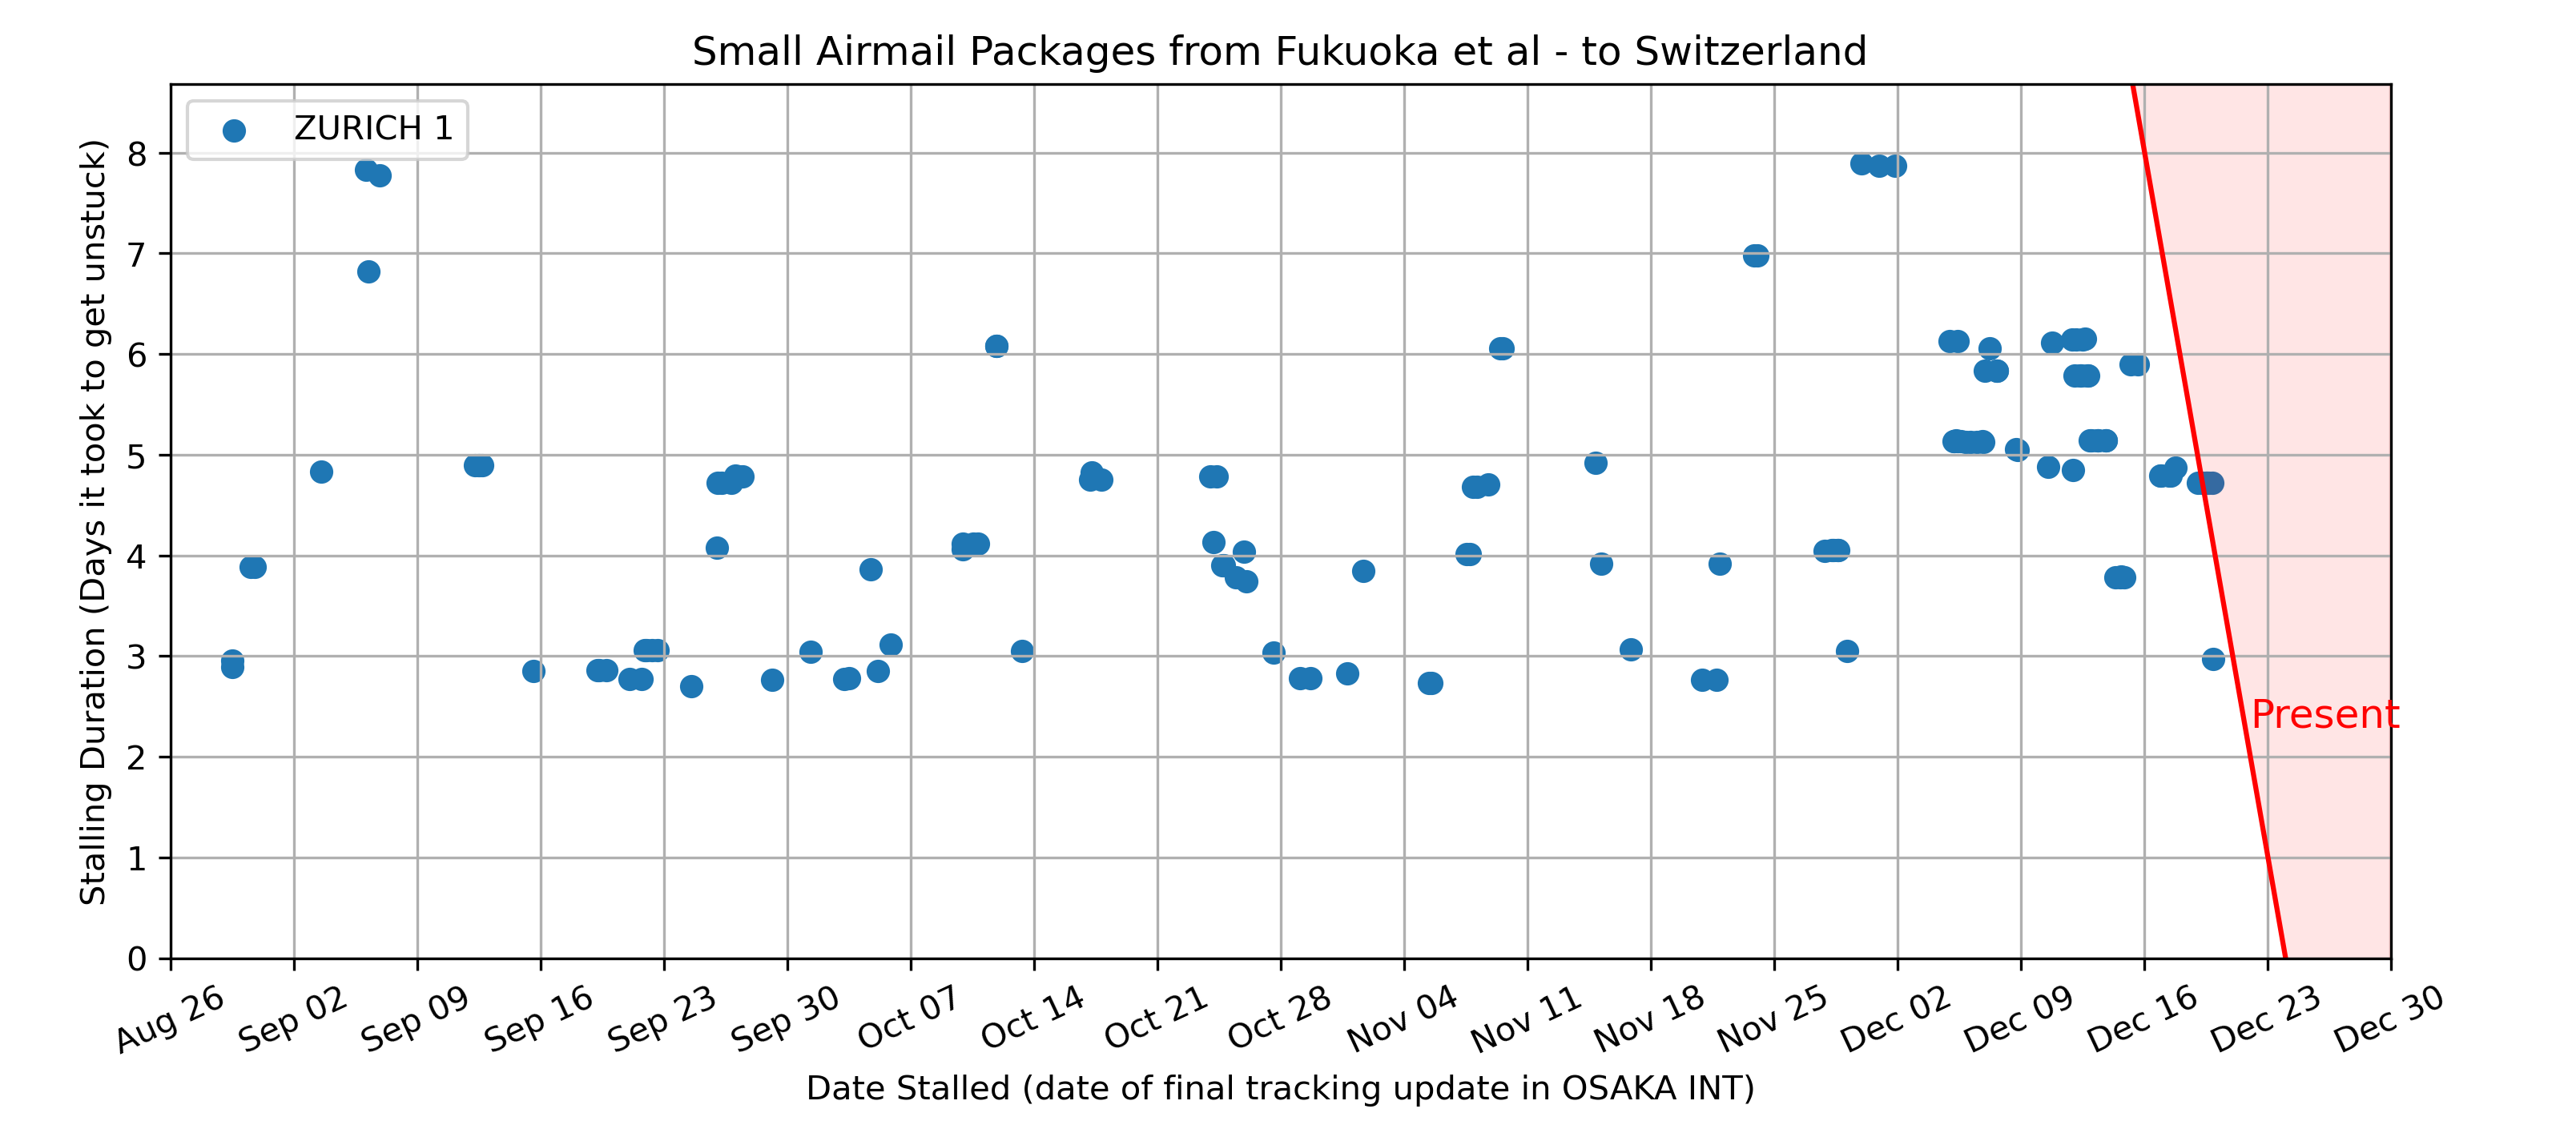 Small Airmail Packages from Fukuoka et al - to Switzerland
ZURICH 1
Stalling Duration (Days it took to get unstuck)
8
7
6
5
4
3
2
1
0
Present
Aug 26
Sep 02
Sep 09
Sep 16
Sep 23
Sep 30
Oct 07
Oct 14
Oct 21
Oct 28
Nov 04
Nov 11
Nov 18
Nov 25
Dec 02
Dec 09
Dec 16
Dec 23
Dec 30
Date Stalled (date of final tracking update in OSAKA INT)